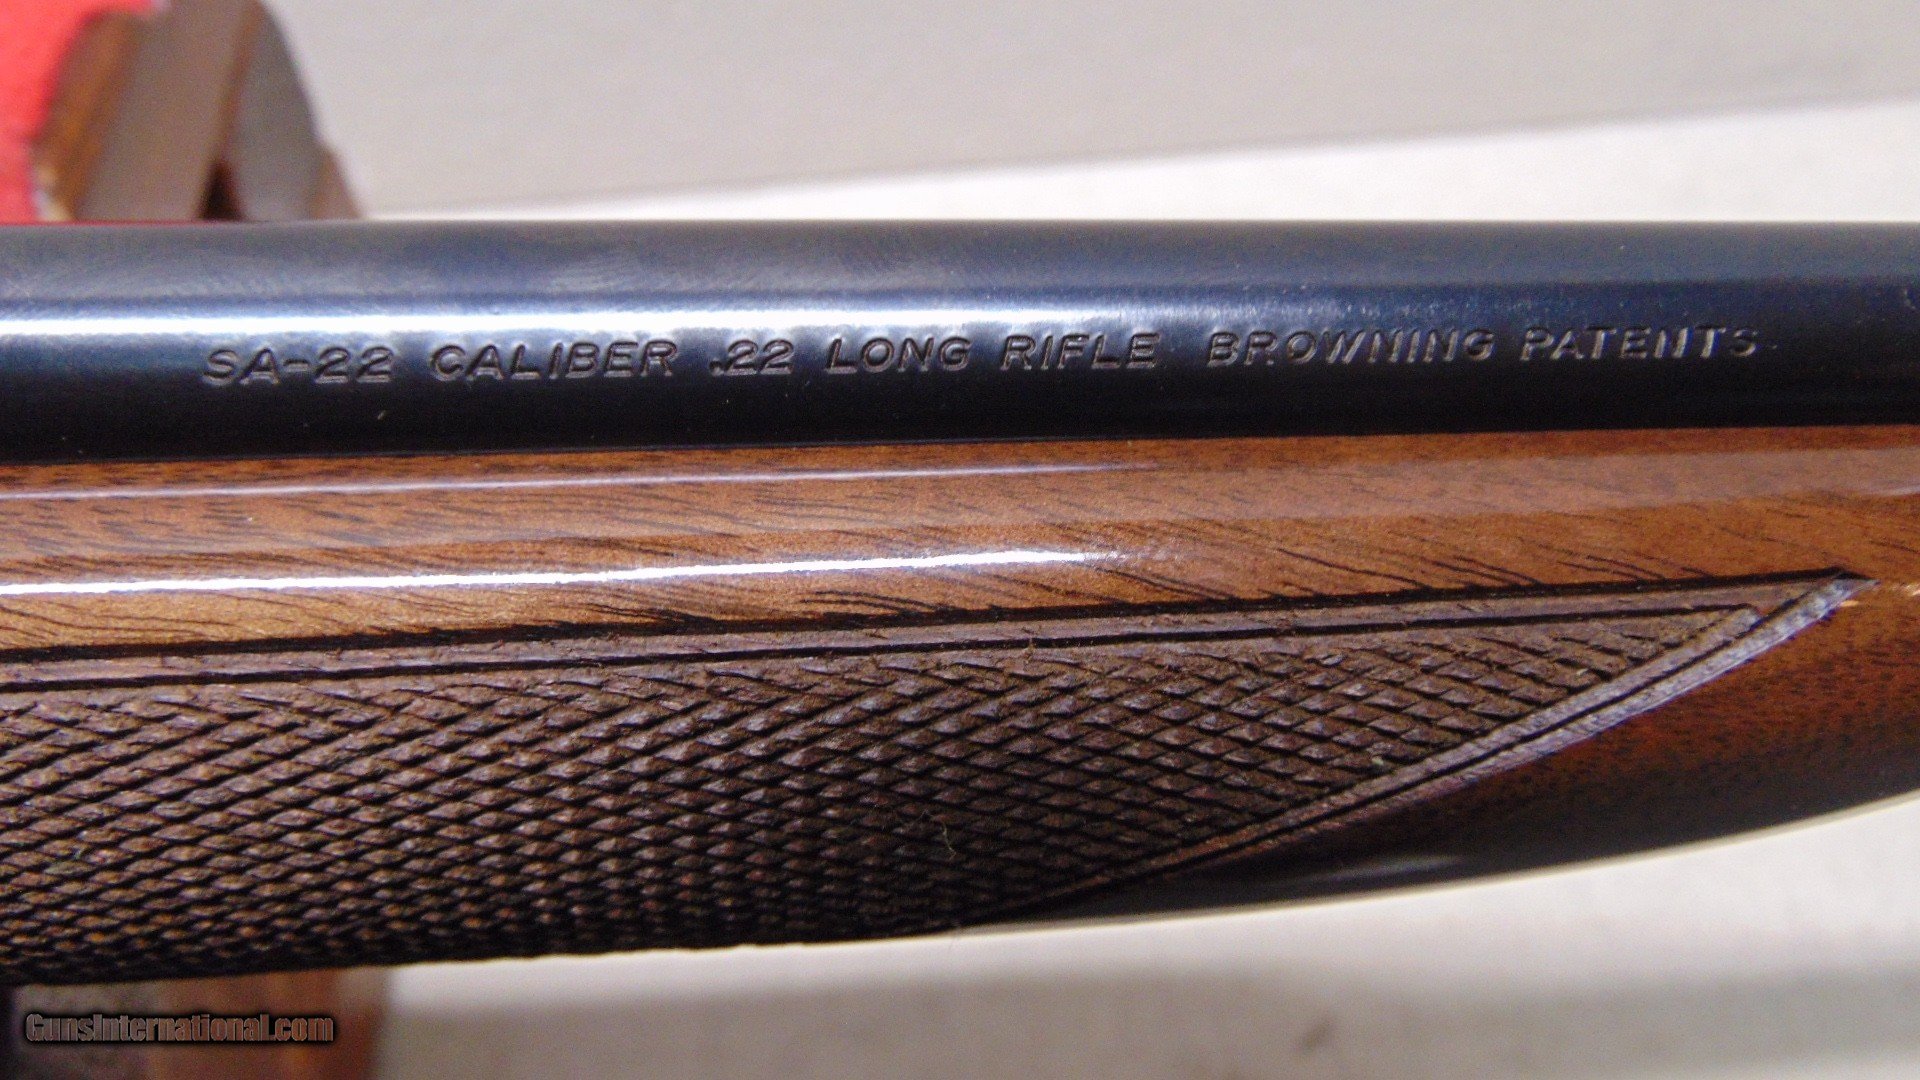 SA-22 CALIBER .22 LONG RIFLE BROWNING PATENTS
GunsInternational.com